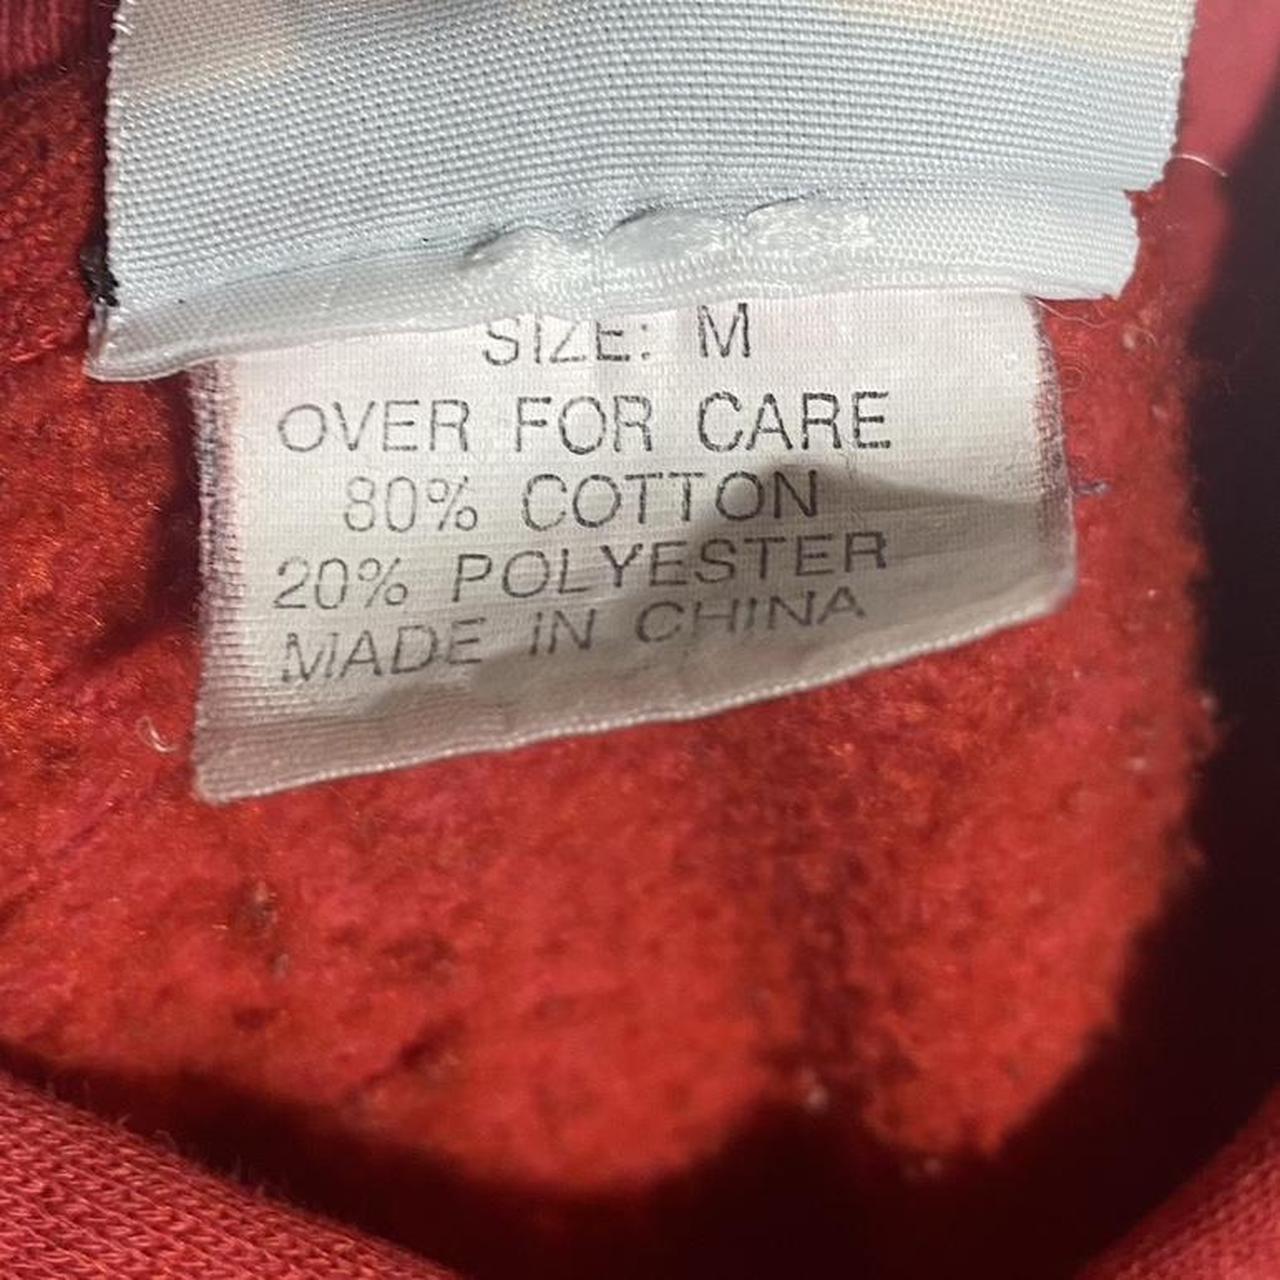 SIZE: M
OVER FOR CARE
80% COTTON
20% POLYESTER
MADE IN CHINA